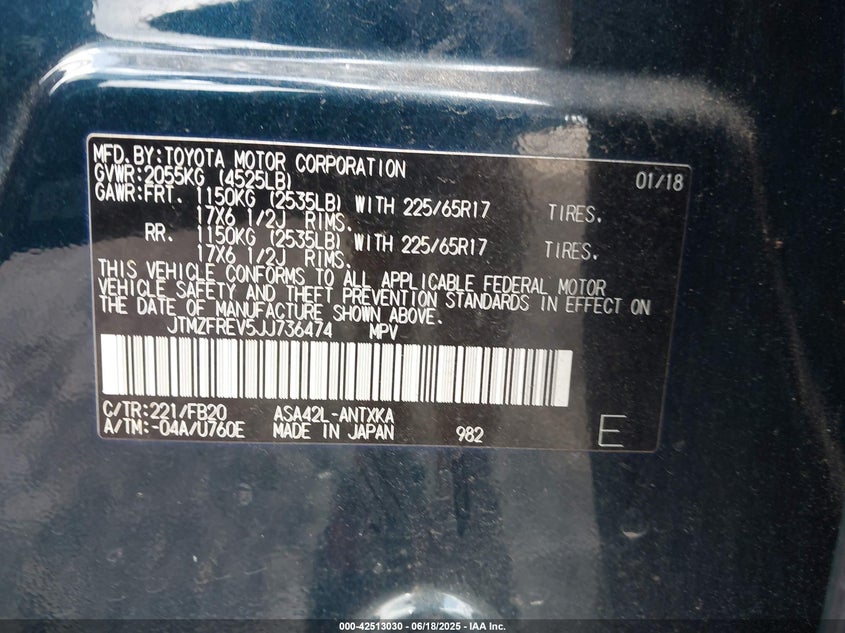 MFD.BY:TOYOTA MOTOR CORPORATION 01/18
GVWR:2055KG (4525LB)
GAWR:FRT. 1150KG (2535LB) WITH 225/65R17 TIRES.
17X6 1/2J RIMS.
RR. 1150KG (2535LB) WITH 225/65R17 TIRES.
17X6 1/2J RIMS.
THIS VEHICLE CONFORMS TO ALL APPLICABLE FEDERAL MOTOR
VEHICLE SAFETY AND THEFT PREVENTION STANDARDS IN EFFECT ON
THE DATE OF MANUFACTURE SHOWN ABOVE.
JTMZFREV5JJ736474 MPV
C/TR:221/FB20 ASA42L-ANTXKA
A/TM:-04A/U760E MADE IN JAPAN 982 E
000-42513030 - 06/18/2025 - IAA Inc.